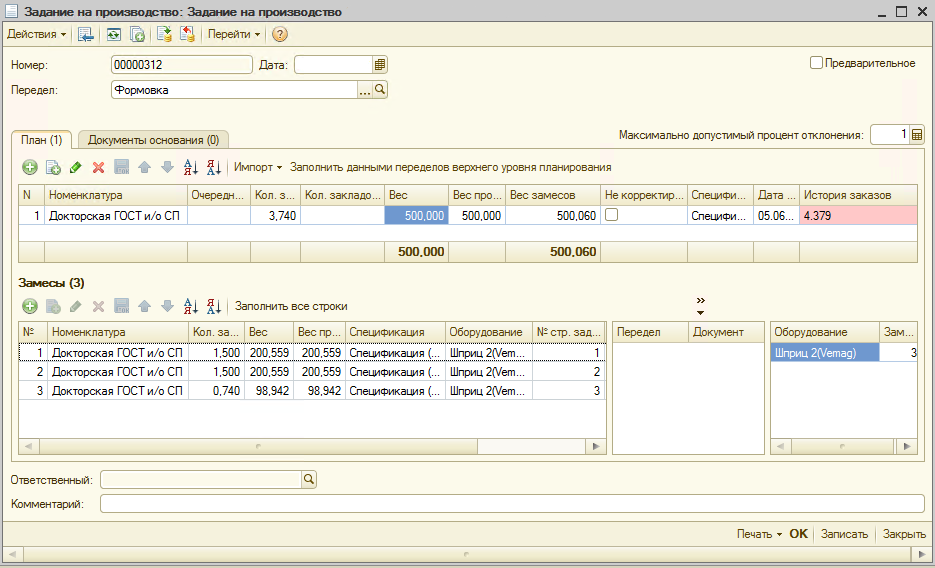 Задание на производство: Задание на производство
Действия Перейти ?
Номер: 00000312 Дата: Предварительное
Передел: Формовка ...
План (1) Документы основания (0) Максимально допустимый процент отклонения: 1
Импорт Заполнить данными переделов верхнего уровня планирования
N Номенклатура Очередн... Кол. з... Кол. закладо... Вес Вес про... Вес замесов Не корректир... Специфи... Дата ... История заказов
1 Докторская ГОСТ и/о СП 3,740 500,000 500,000 500,060 Специфи... 05.06... 4.379
500,000 500,060
Замесы (3)
Заполнить все строки
№ Номенклатура Кол. за... Вес Вес пр... Спецификация Оборудование № стр. зад... Передел Документ Оборудование Зам...
1 Докторская ГОСТ и/о СП 1,500 200,559 200,559 Спецификация (... Шприц 2(Vem... 1 Шприц 2(Vemag) 3
2 Докторская ГОСТ и/о СП 1,500 200,559 200,559 Спецификация (... Шприц 2(Vem... 2
3 Докторская ГОСТ и/о СП 0,740 98,942 98,942 Спецификация (... Шприц 2(Vem... 3
Ответственный:
Комментарий:
Печать OK Записать Закрыть